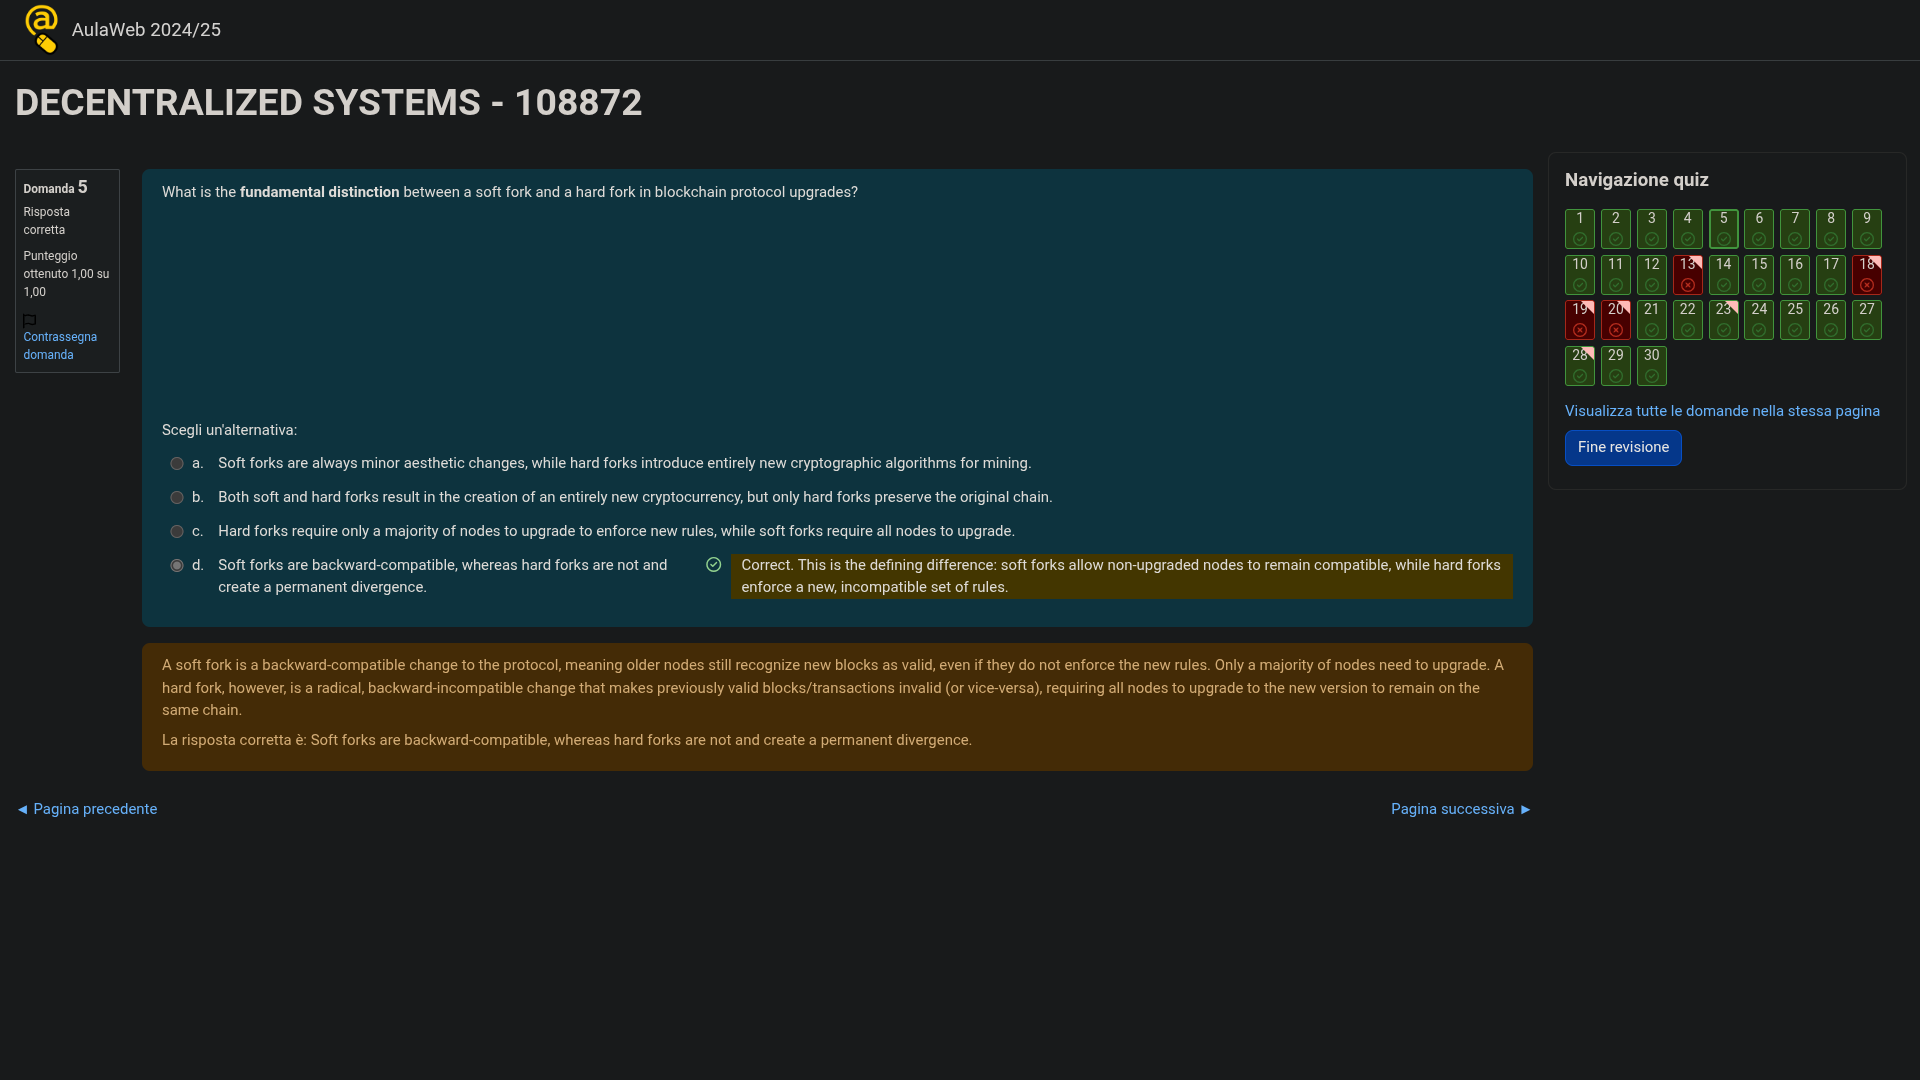 AulaWeb 2024/25
DECENTRALIZED SYSTEMS - 108872
Domanda 5
Risposta
corretta
Punteggio
ottenuto 1,00 su
1,00
Contrassegna
domanda
What is the fundamental distinction between a soft fork and a hard fork in blockchain protocol upgrades?
Scegli un'alternativa:
a. Soft forks are always minor aesthetic changes, while hard forks introduce entirely new cryptographic algorithms for mining.
b. Both soft and hard forks result in the creation of an entirely new cryptocurrency, but only hard forks preserve the original chain.
c. Hard forks require only a majority of nodes to upgrade to enforce new rules, while soft forks require all nodes to upgrade.
d. Soft forks are backward-compatible, whereas hard forks are not and
create a permanent divergence.
Correct. This is the defining difference: soft forks allow non-upgraded nodes to remain compatible, while hard forks
enforce a new, incompatible set of rules.
A soft fork is a backward-compatible change to the protocol, meaning older nodes still recognize new blocks as valid, even if they do not enforce the new rules. Only a majority of nodes need to upgrade. A
hard fork, however, is a radical, backward-incompatible change that makes previously valid blocks/transactions invalid (or vice-versa), requiring all nodes to upgrade to the new version to remain on the
same chain.
La risposta corretta è: Soft forks are backward-compatible, whereas hard forks are not and create a permanent divergence.
◄ Pagina precedente
Pagina successiva ►
Navigazione quiz
1 2 3 4 5 6 7 8 9
10 11 12 13 14 15 16 17 18
19 20 21 22 23 24 25 26 27
28 29 30
Visualizza tutte le domande nella stessa pagina
Fine revisione